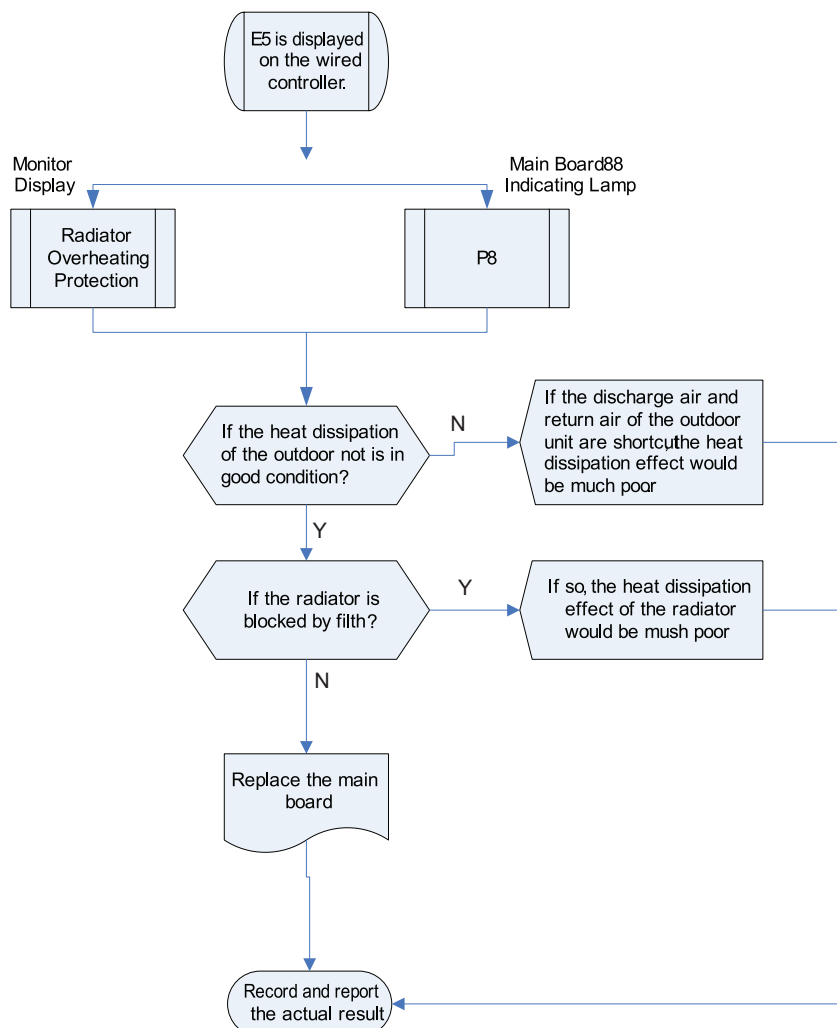 E5 is displayed
on the wired
controller.
Monitor
Display
Main Board88
Indicating Lamp
Radiator
Overheating
Protection
P8
If the heat dissipation
of the outdoor not is in
good condition?
N
If the discharge air and
return air of the outdoor
unit are shortcut,the heat
dissipation effect would
be much poor.
Y
If the radiator is
blocked by filth?
Y
If so, the heat dissipation
effect of the radiator
would be mush poor
N
Replace the main
board
Record and report
the actual result